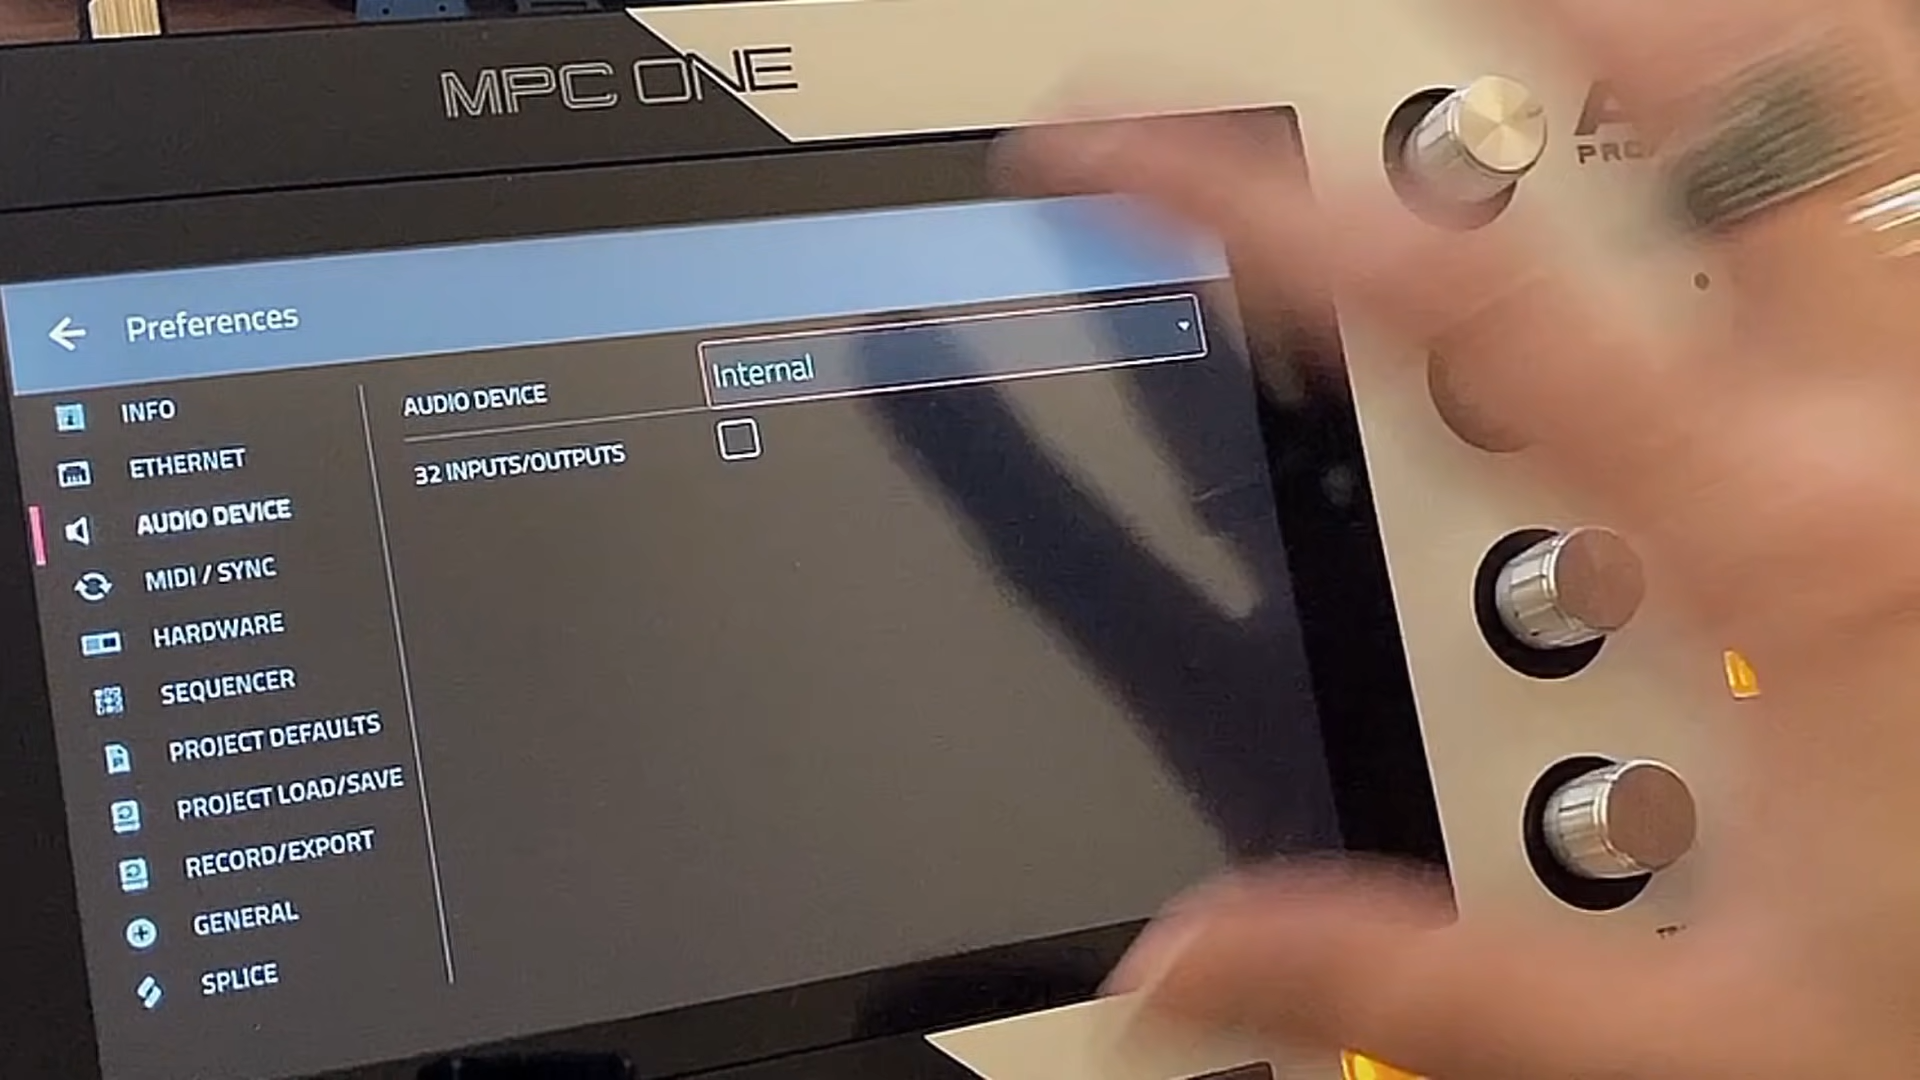 MPC ONE
Preferences
INFO
ETHERNET
AUDIO DEVICE
MIDI / SYNC
HARDWARE
SEQUENCER
PROJECT DEFAULTS
PROJECT LOAD/SAVE
RECORD/EXPORT
GENERAL
SPLICE
AUDIO DEVICE
Internal
32 INPUTS/OUTPUTS